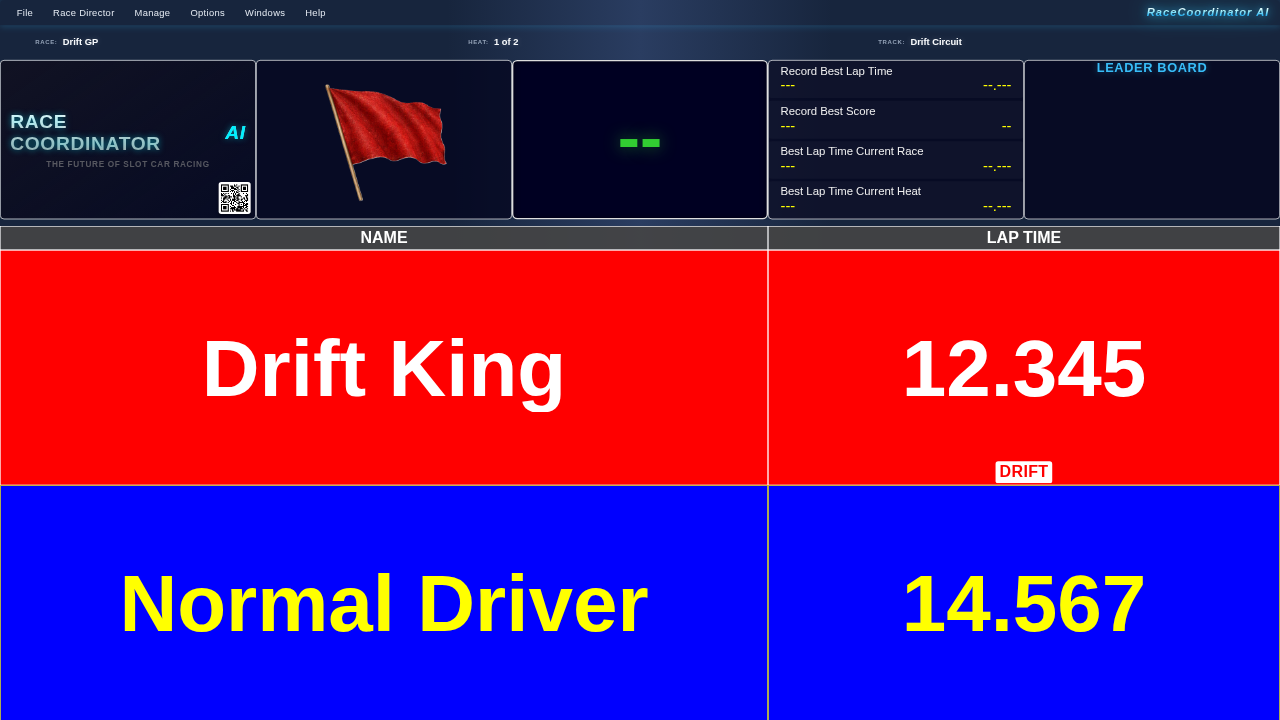 File Race Director Manage Options Windows Help
RaceCoordinator AI
RACE: Drift GP
HEAT: 1 of 2
TRACK: Drift Circuit
RACE
COORDINATOR
AI
THE FUTURE OF SLOT CAR RACING
--
Record Best Lap Time
--- --.---
Record Best Score
--- --
Best Lap Time Current Race
--- --.---
Best Lap Time Current Heat
--- --.---
LEADER BOARD
NAME LAP TIME
Drift King 12.345
DRIFT
Normal Driver 14.567